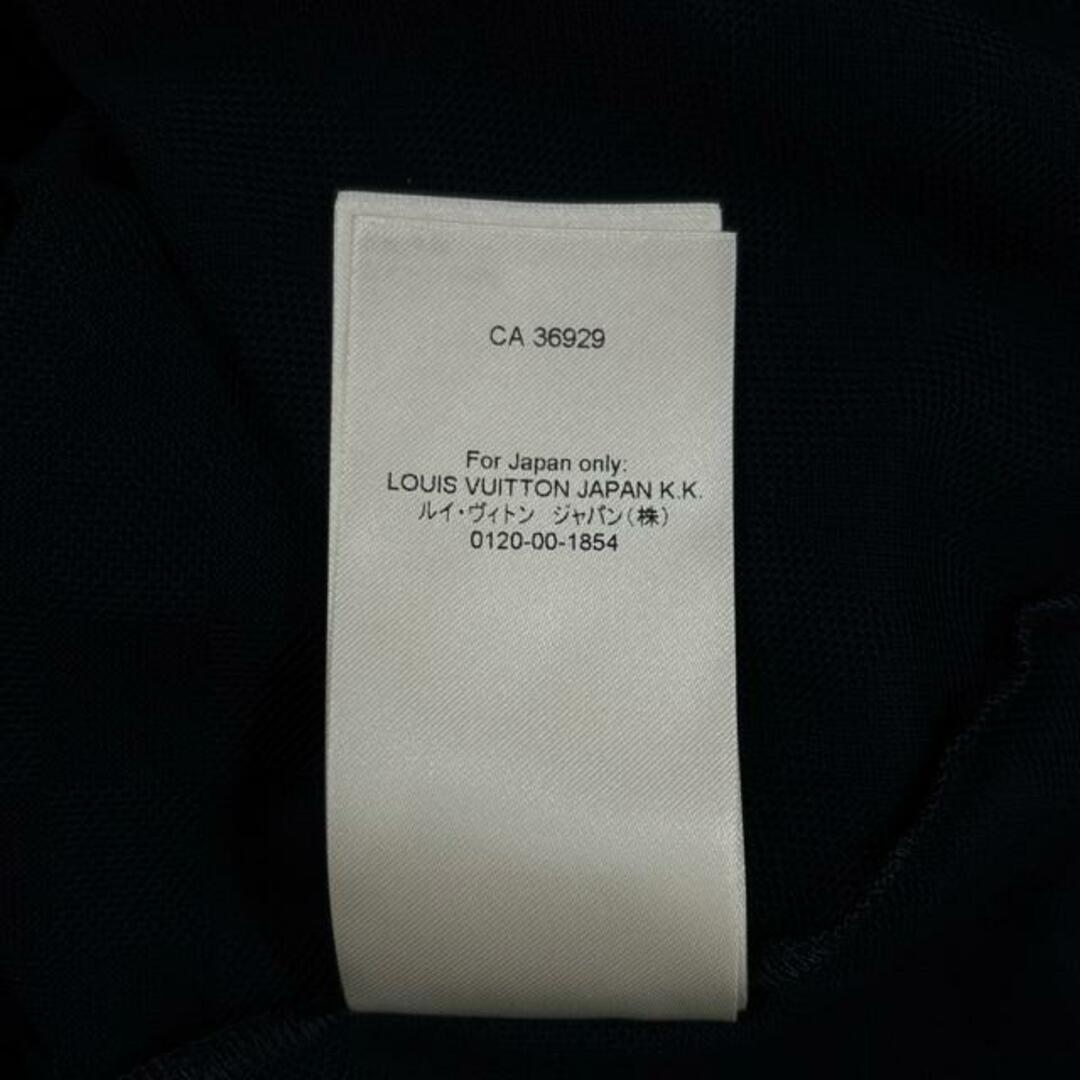 CA 36929
For Japan only:
LOUIS VUITTON JAPAN K.K.
ルイ・ヴィトン　ジャパン(株)
0120-00-1854